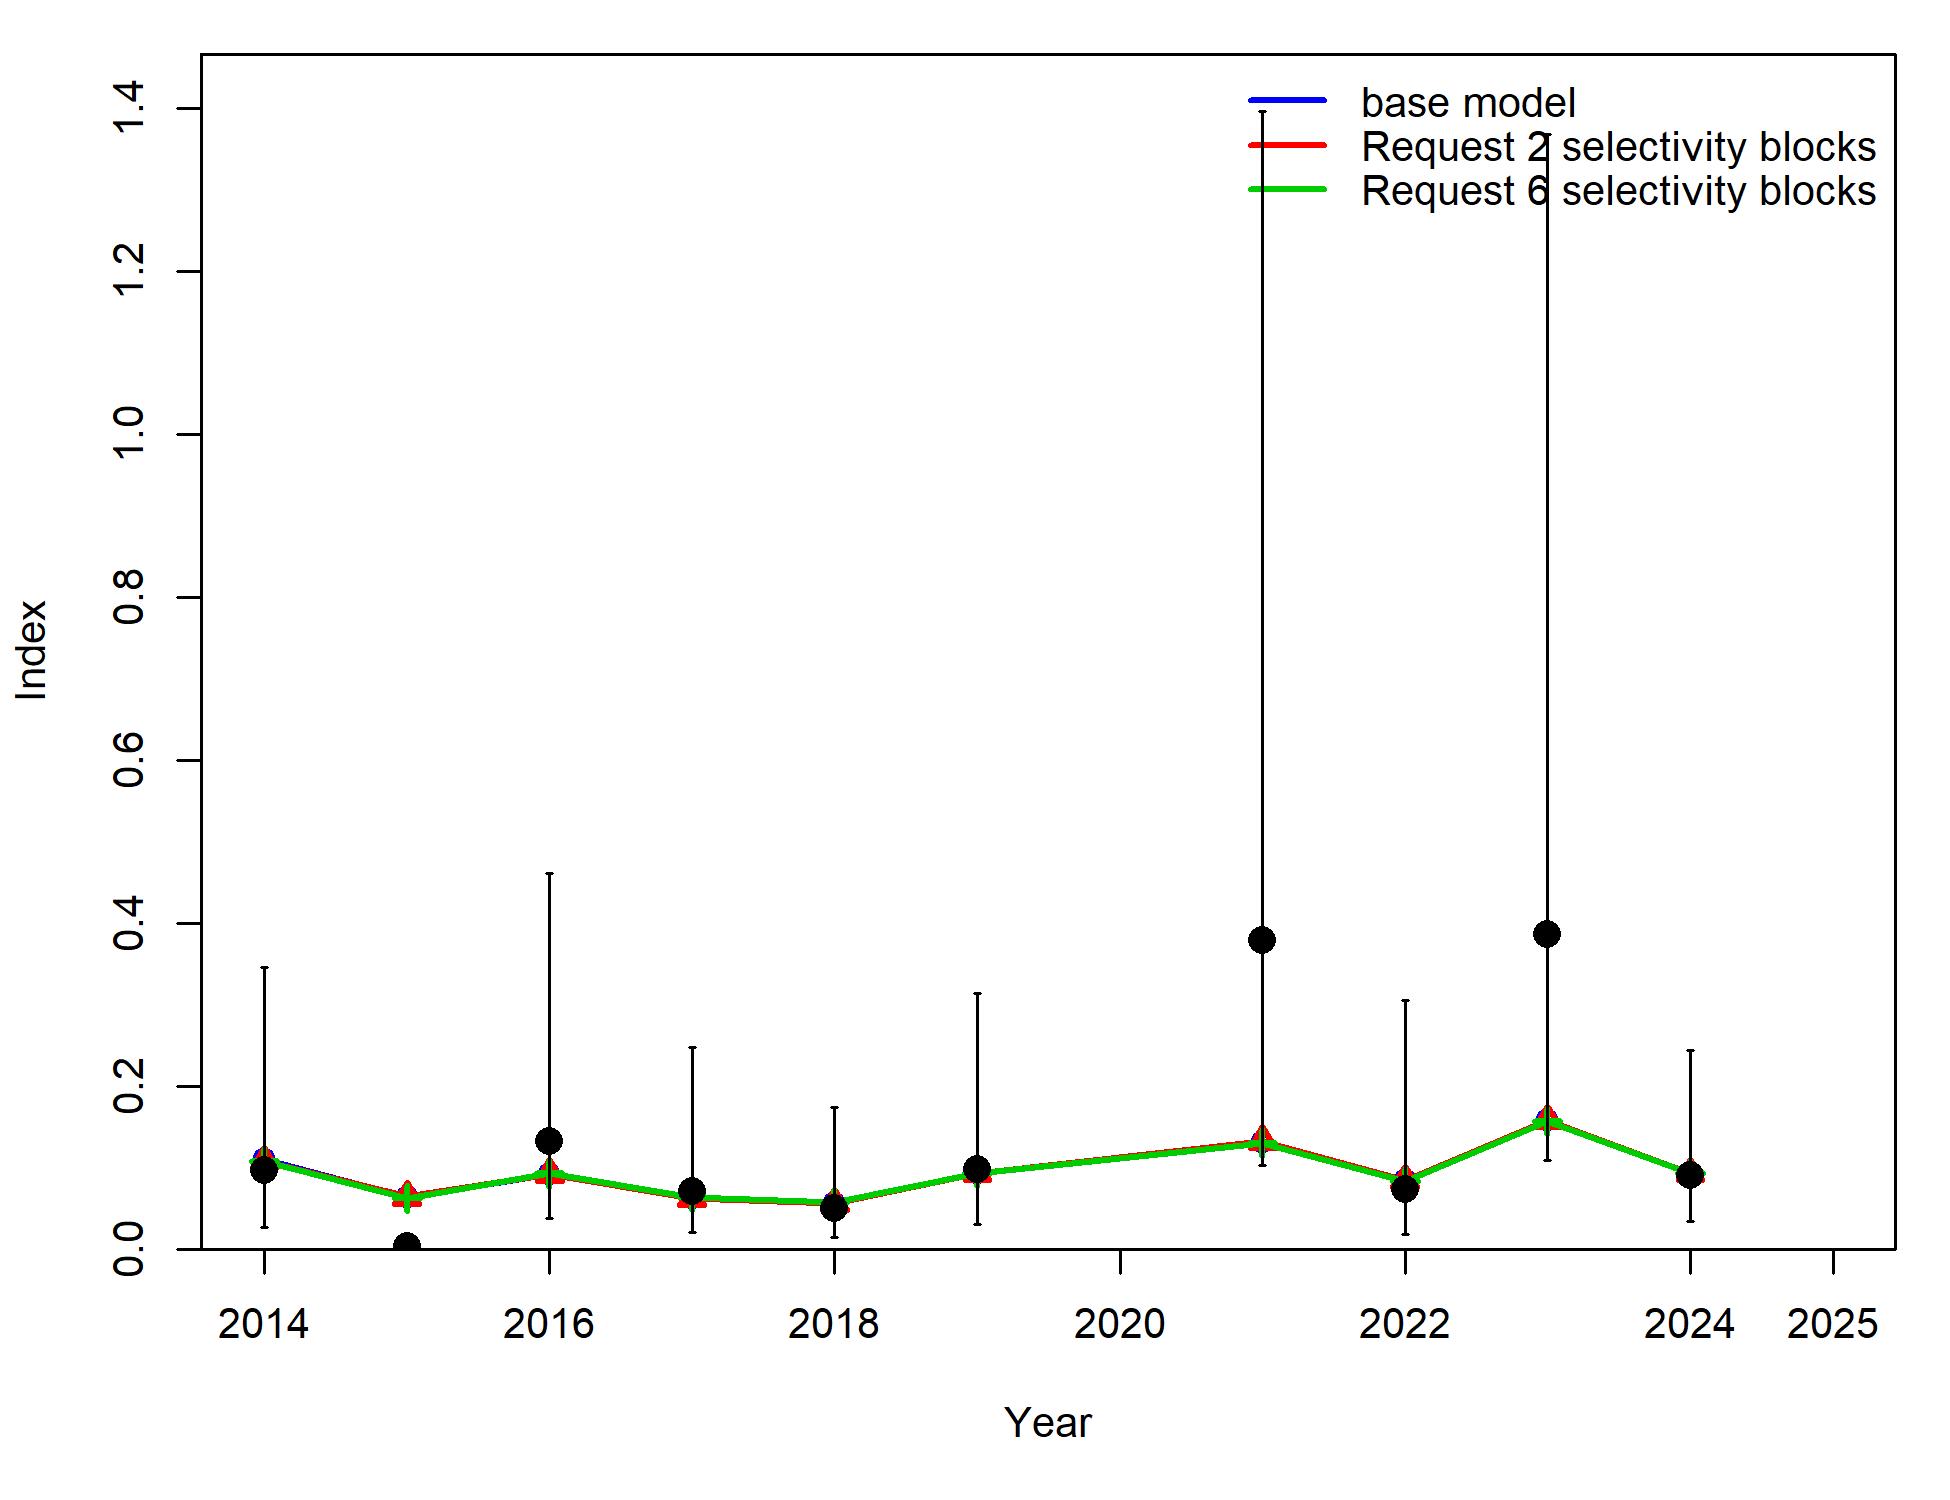 base model
Request 2 selectivity blocks
Request 6 selectivity blocks
1.4
1.2
1.0
0.8
0.6
0.4
0.2
0.0
Index
2014 2016 2018 2020 2022 2024 2025
Year